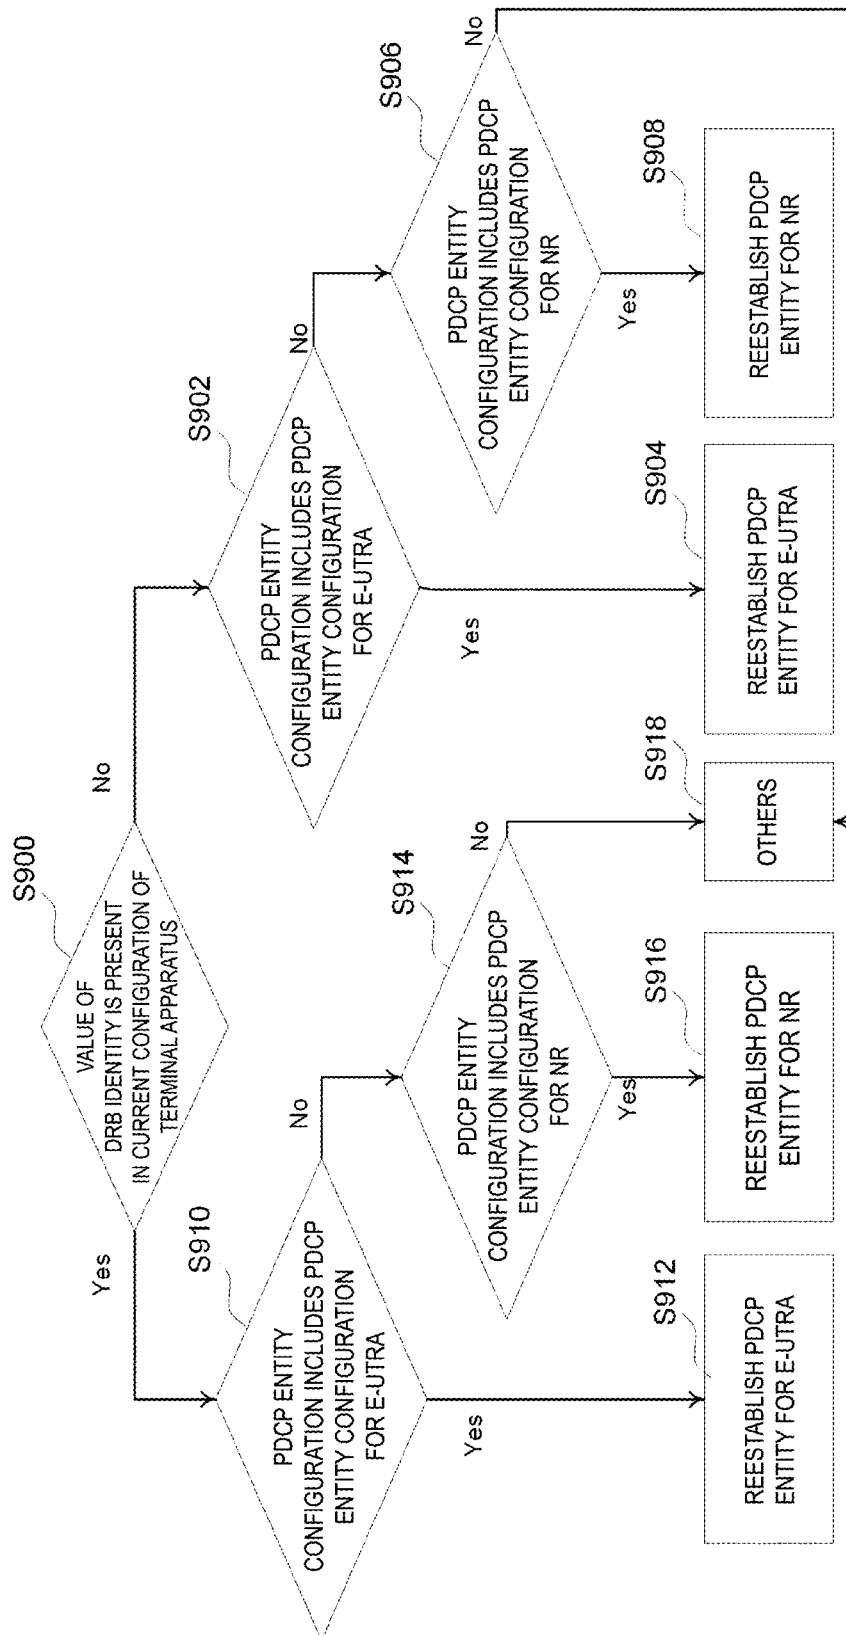 S900
VALUE OF
DRB IDENTITY IS PRESENT
IN CURRENT CONFIGURATION OF
TERMINAL APPARATUS
Yes
No
S910
PDCP ENTITY
CONFIGURATION INCLUDES PDCP
ENTITY CONFIGURATION
FOR E-UTRA
No
Yes
S902
PDCP ENTITY
CONFIGURATION INCLUDES PDCP
ENTITY CONFIGURATION
FOR E-UTRA
No
Yes
S914
PDCP ENTITY
CONFIGURATION INCLUDES PDCP
ENTITY CONFIGURATION
FOR NR
No
Yes
S906
PDCP ENTITY
CONFIGURATION INCLUDES PDCP
ENTITY CONFIGURATION
FOR NR
No
Yes
S912
REESTABLISH PDCP
ENTITY FOR E-UTRA
S916
REESTABLISH PDCP
ENTITY FOR NR
S918
OTHERS
S904
REESTABLISH PDCP
ENTITY FOR E-UTRA
S908
REESTABLISH PDCP
ENTITY FOR NR